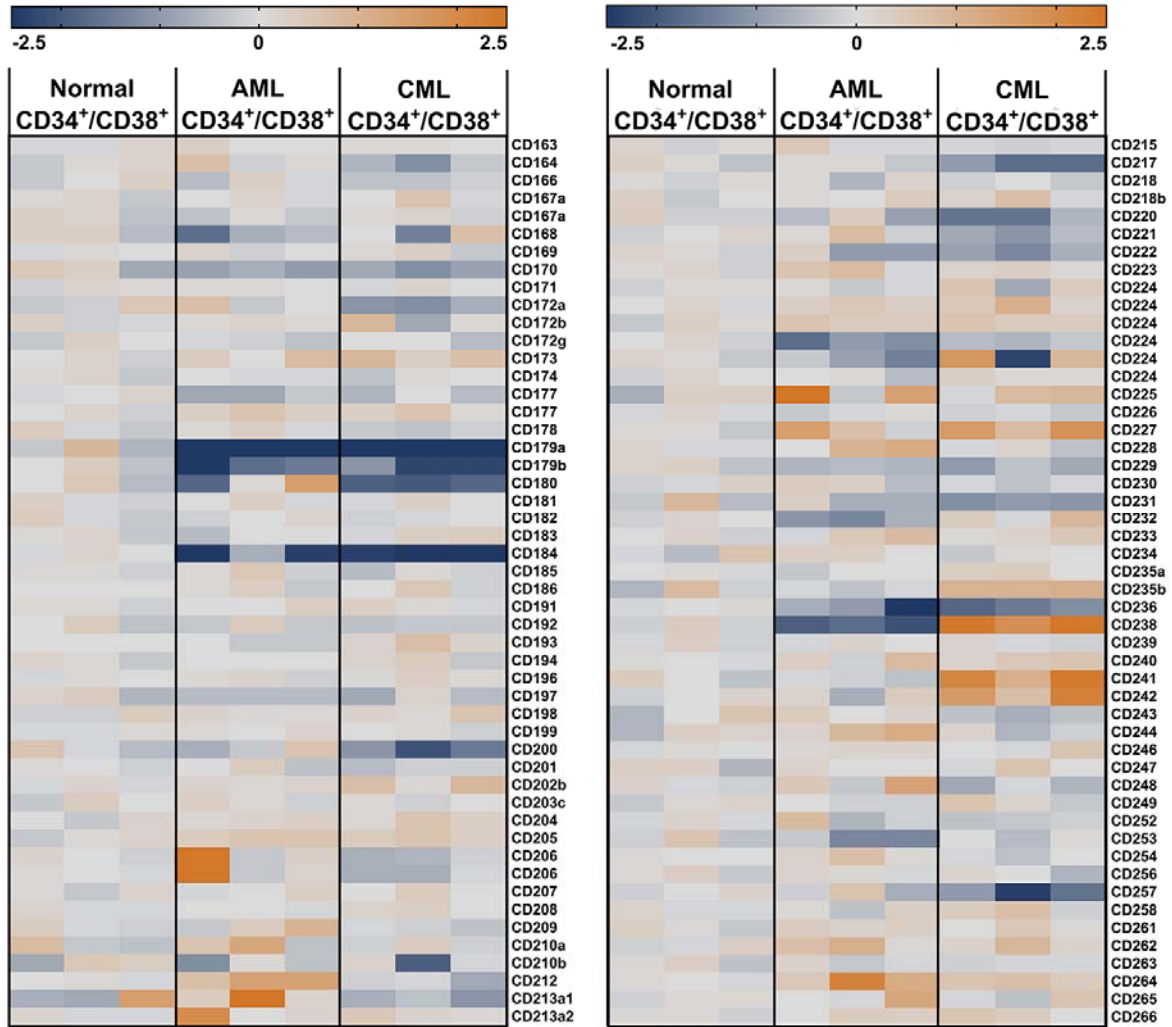 -2.5 0 2.5
Normal AML CML
CD34+/CD38+ CD34+/CD38+ CD34+/CD38+
CD163
CD164
CD166
CD167a
CD167a
CD168
CD169
CD170
CD171
CD172a
CD172b
CD172g
CD173
CD174
CD177
CD177
CD178
CD179a
CD179b
CD180
CD181
CD182
CD183
CD184
CD185
CD186
CD191
CD192
CD193
CD194
CD196
CD197
CD198
CD199
CD200
CD201
CD202b
CD203c
CD204
CD205
CD206
CD206
CD207
CD208
CD209
CD210a
CD210b
CD212
CD213a1
CD213a2
-2.5 0 2.5
Normal AML CML
CD34+/CD38+ CD34+/CD38+ CD34+/CD38+
CD215
CD217
CD218
CD218b
CD220
CD221
CD222
CD223
CD224
CD224
CD224
CD224
CD224
CD224
CD225
CD226
CD227
CD228
CD229
CD230
CD231
CD232
CD233
CD234
CD235a
CD235b
CD236
CD238
CD239
CD240
CD241
CD242
CD243
CD244
CD246
CD247
CD248
CD249
CD252
CD253
CD254
CD256
CD257
CD258
CD261
CD262
CD263
CD264
CD265
CD266